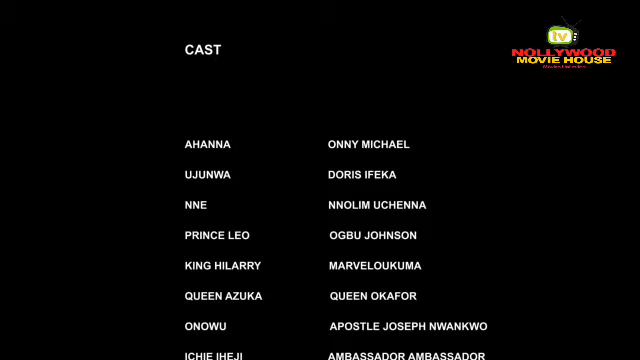 CAST
tv
NOLLYWOOD
MOVIE HOUSE
AHANNA ONNY MICHAEL
UJUNWA DORIS IFEKA
NNE NNOLIM UCHENNA
PRINCE LEO OGBU JOHNSON
KING HILARRY MARVELOUKUMA
QUEEN AZUKA QUEEN OKAFOR
ONOWU APOSTLE JOSEPH NWANKWO
ICHIE IHEJI AMBASSADOR AMBASSADOR